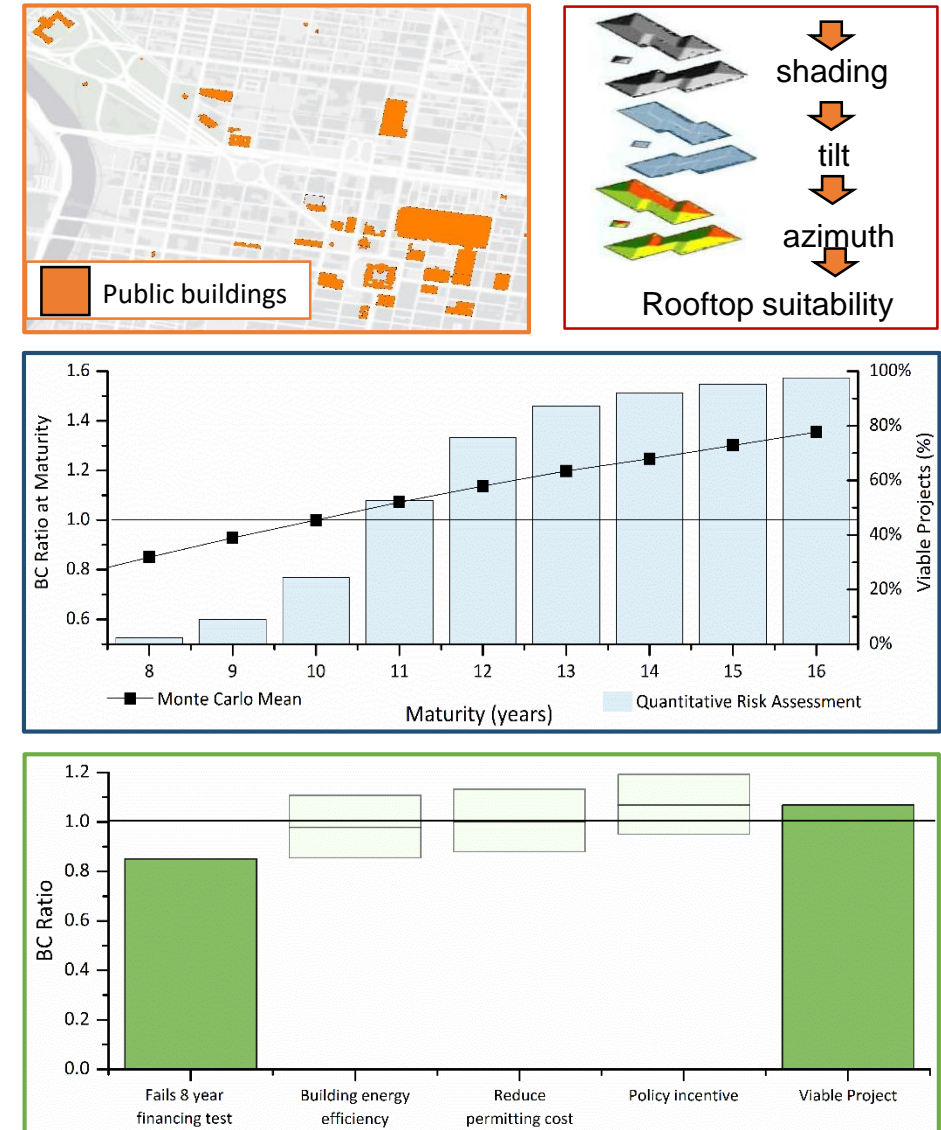 Public buildings
shading
tilt
azimuth
Rooftop suitability
BC Ratio at Maturity
1.6
1.4
1.2
1.0
0.8
0.6
100%
80%
60%
40%
20%
0%
Viable Projects (%)
8 9 10 11 12 13 14 15 16
Monte Carlo Mean
Maturity (years)
Quantitative Risk Assessment
BC Ratio
1.2
1.0
0.8
0.6
0.4
0.2
0.0
Fails 8 year
financing test
Building energy
efficiency
Reduce
permitting cost
Policy incentive
Viable Project